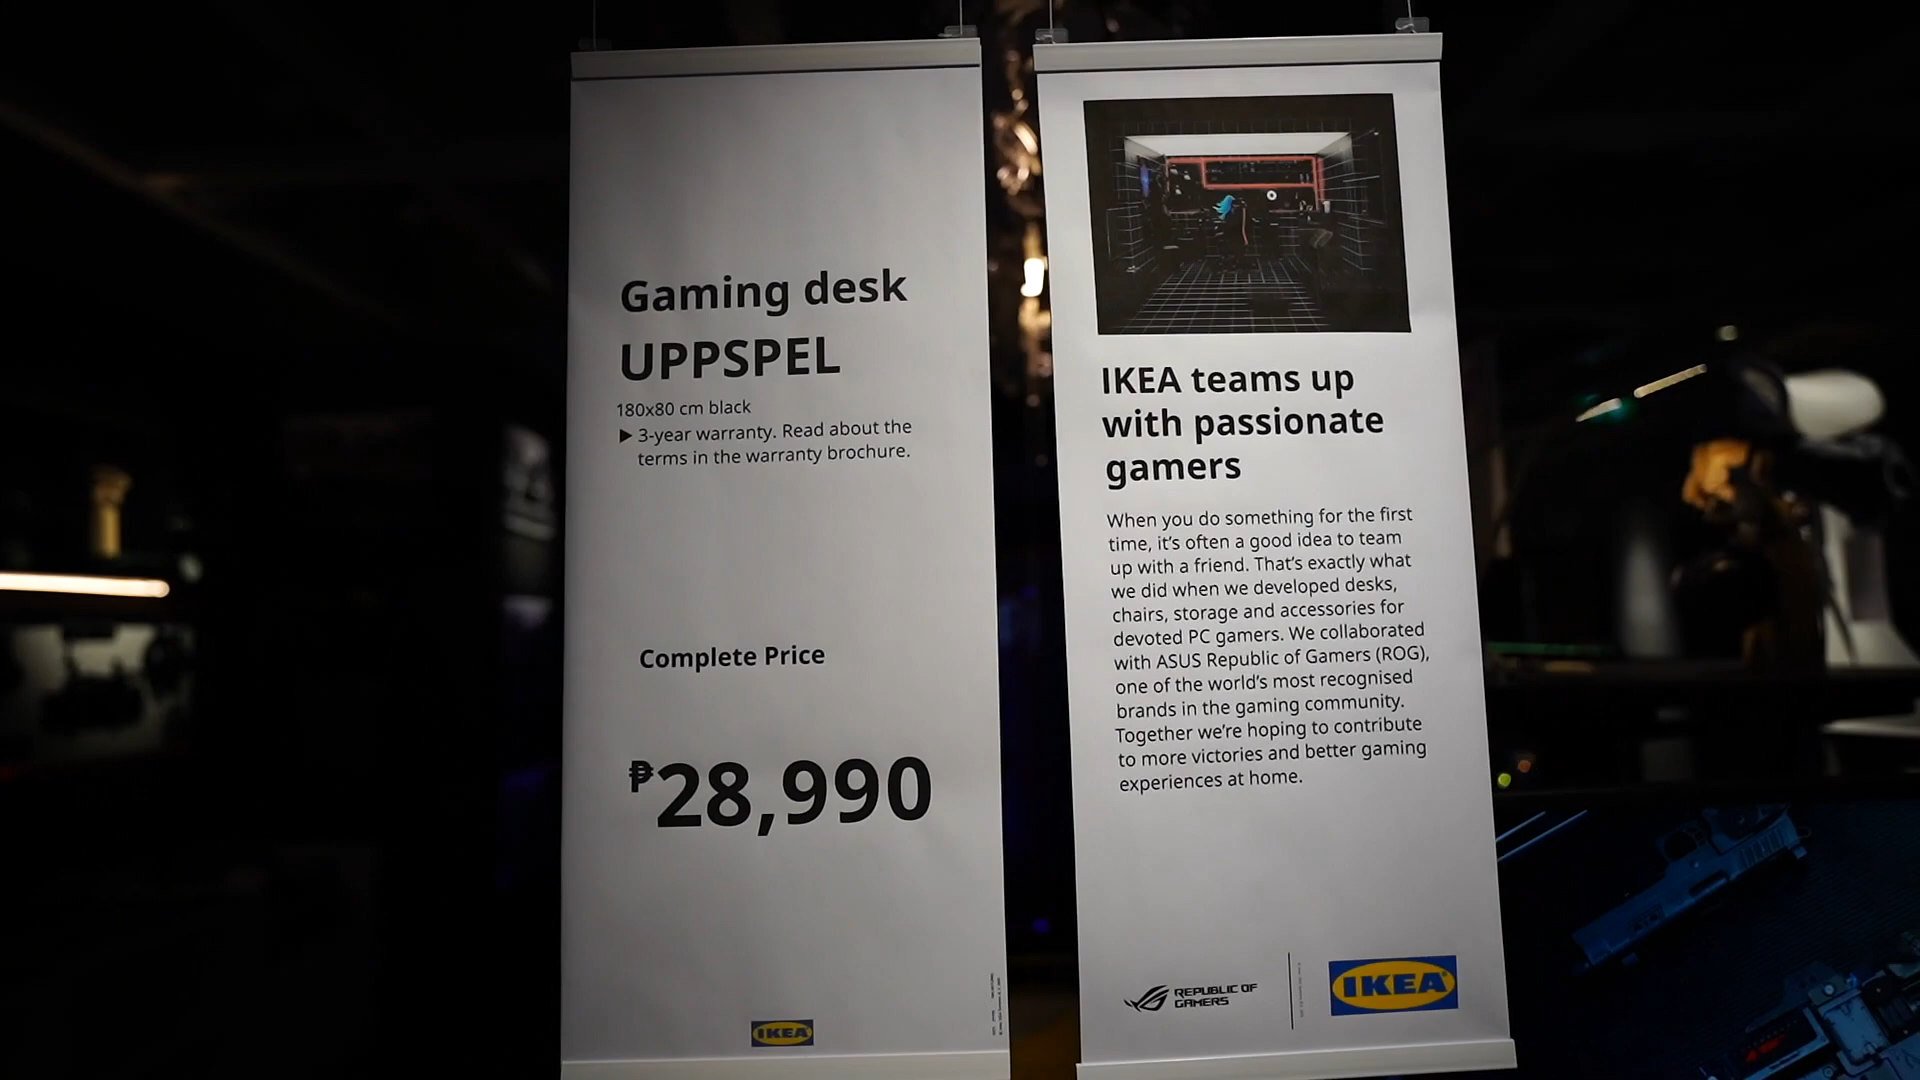 Gaming desk
UPPSPEL
180x80 cm black
▶ 3-year warranty. Read about the
terms in the warranty brochure.
Complete Price
₱28,990
IKEA
IKEA teams up
with passionate
gamers
When you do something for the first
time, it's often a good idea to team
up with a friend. That's exactly what
we did when we developed desks,
chairs, storage and accessories for
devoted PC gamers. We collaborated
with ASUS Republic of Gamers (ROG),
one of the world's most recognised
brands in the gaming community.
Together we're hoping to contribute
to more victories and better gaming
experiences at home.
REPUBLIC OF
GAMERS
IKEA